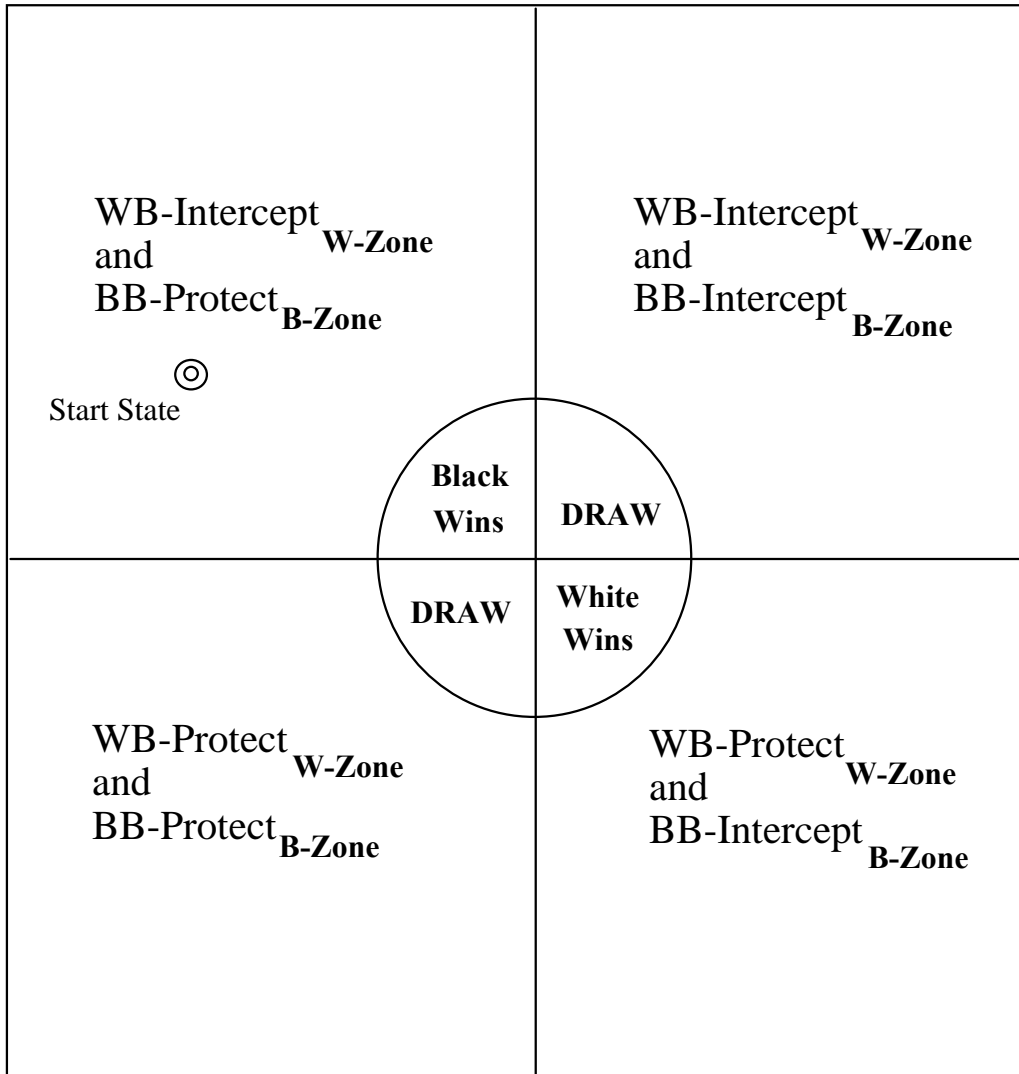 WB-Intercept W-Zone
and
BB-Protect B-Zone
Start State
WB-Intercept W-Zone
and
BB-Intercept B-Zone
Black
Wins
DRAW
DRAW
White
Wins
WB-Protect W-Zone
and
BB-Protect B-Zone
WB-Protect W-Zone
and
BB-Intercept B-Zone